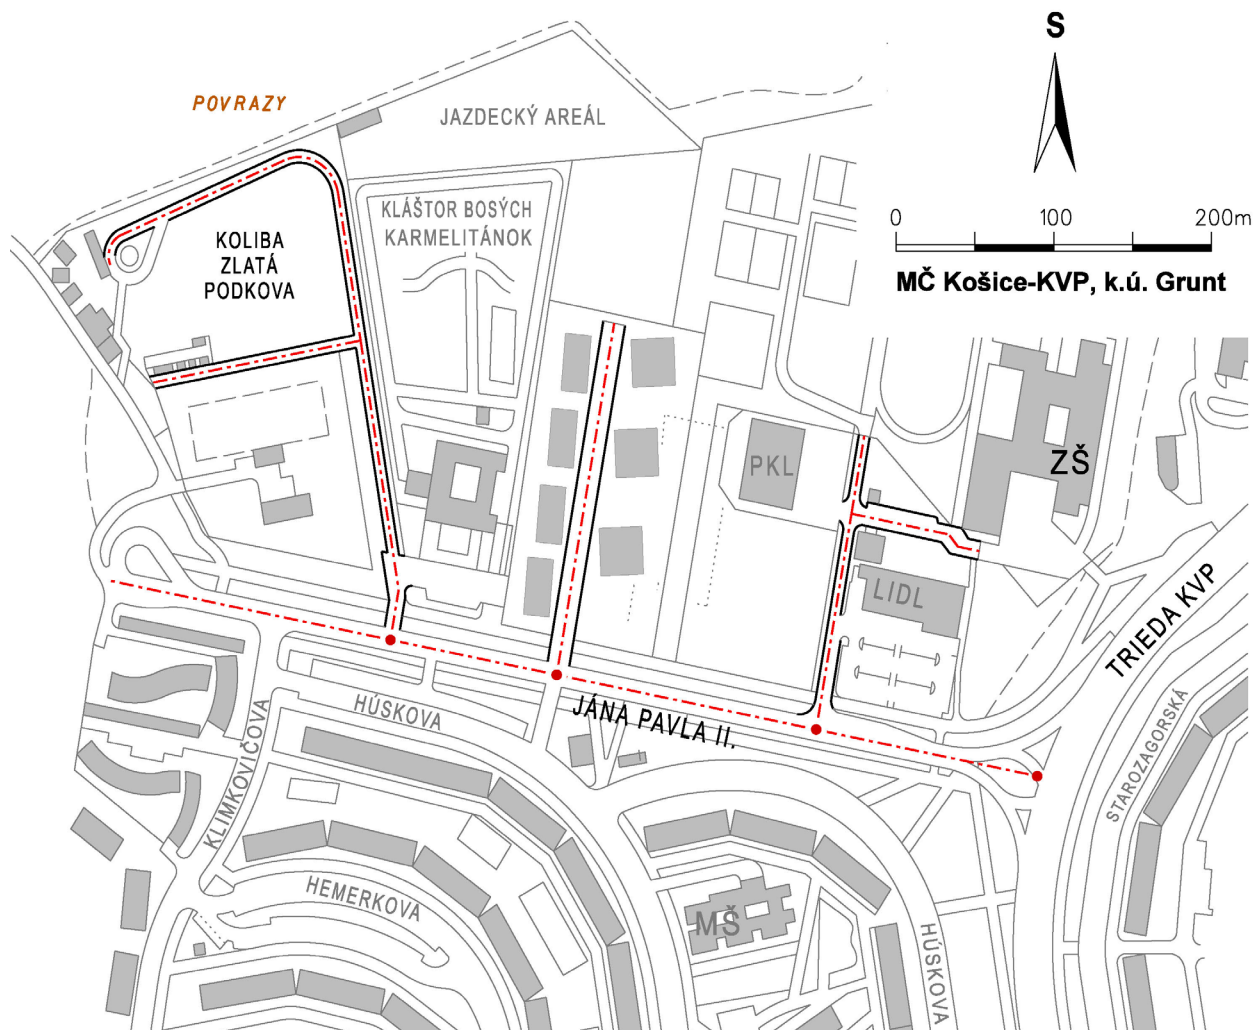 S
POVRAZY
JAZDECKÝ AREÁL
0 100 200m
MČ Košice-KVP, k.ú. Grunt
KLÁŠTOR BOSÝCH
KARMELITÁNOK
KOLIBA
ZLATÁ
PODKOVA
PKL
ZŠ
LIDL
TRIEDA KVP
STAROZAGORSKÁ
JÁNA PAVLA II.
HÚSKOVA
KLIMKOVIČOVA
HEMERKOVA
MŠ
HÚSKOVA